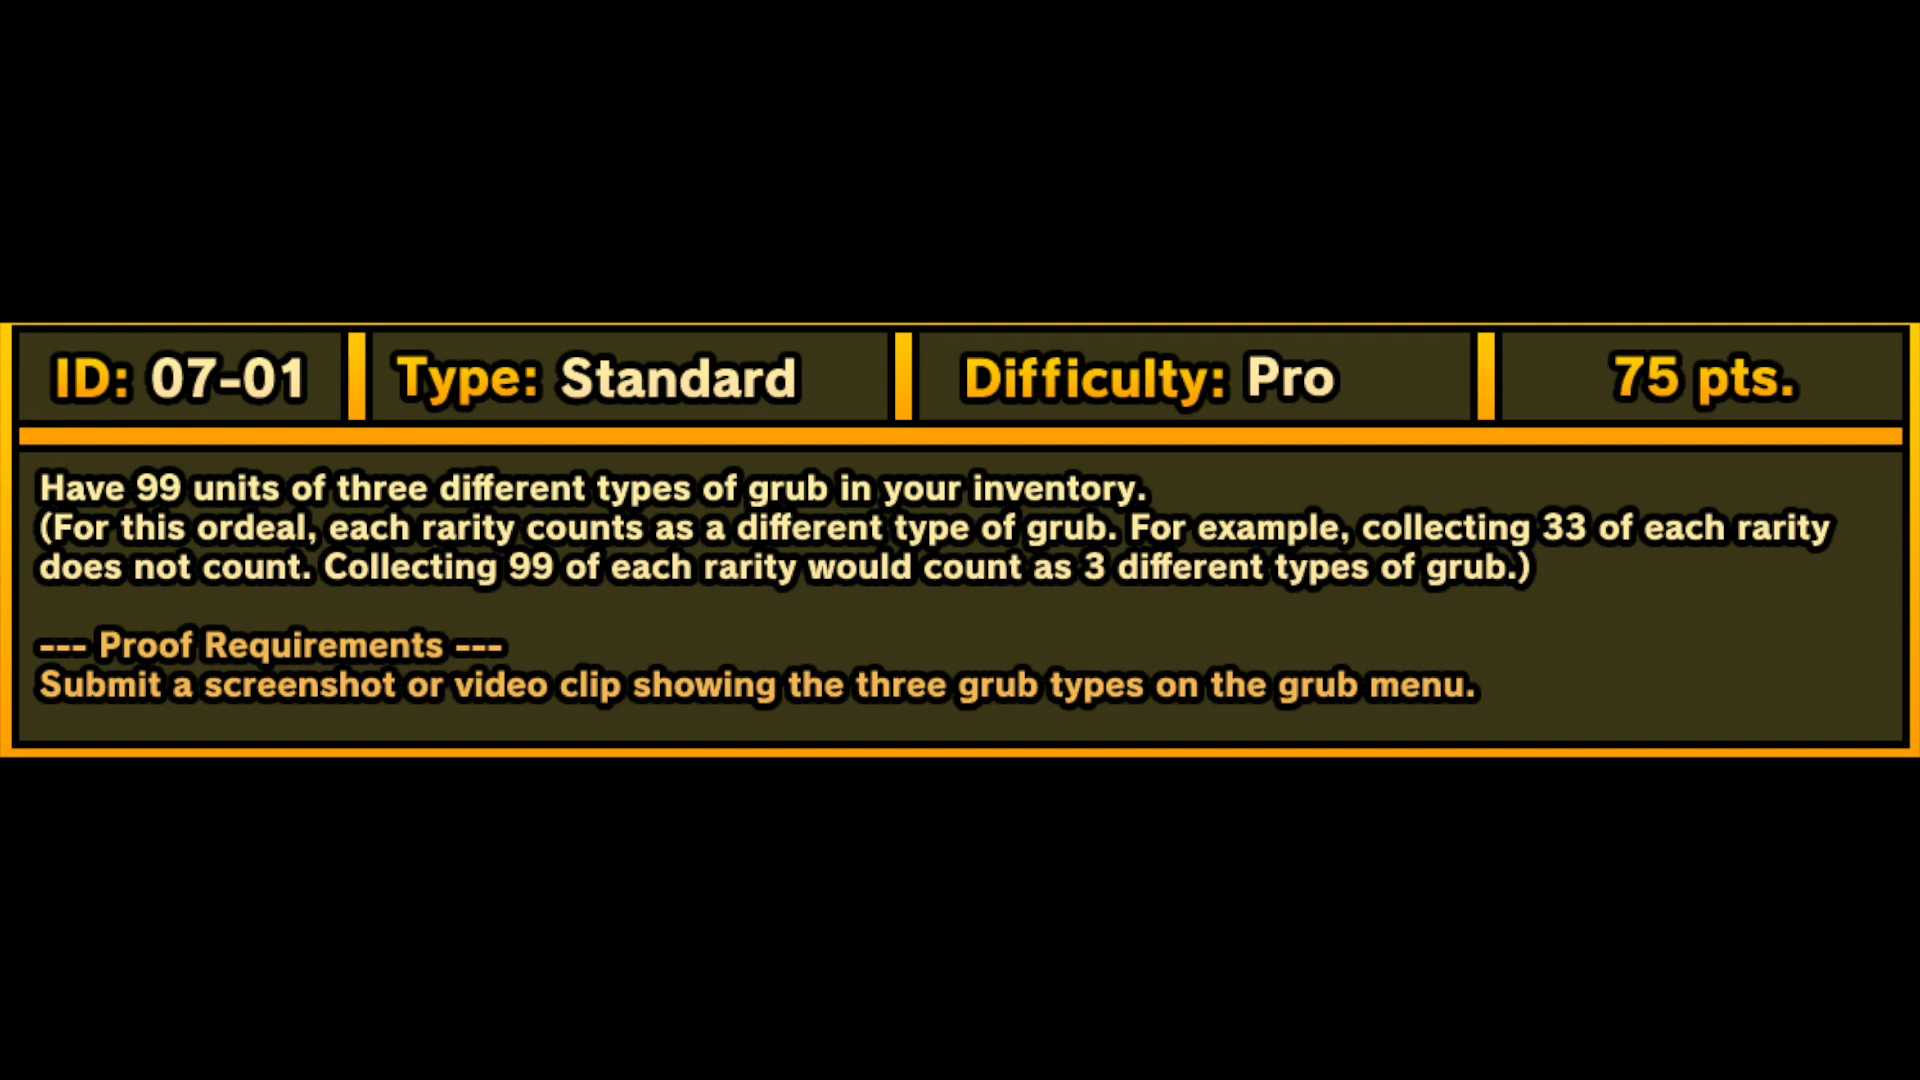 ID: 07-01 Type: Standard Difficulty: Pro 75 pts.
Have 99 units of three different types of grub in your inventory.
(For this ordeal, each rarity counts as a different type of grub. For example, collecting 33 of each rarity
does not count. Collecting 99 of each rarity would count as 3 different types of grub.)
--- Proof Requirements ---
Submit a screenshot or video clip showing the three grub types on the grub menu.